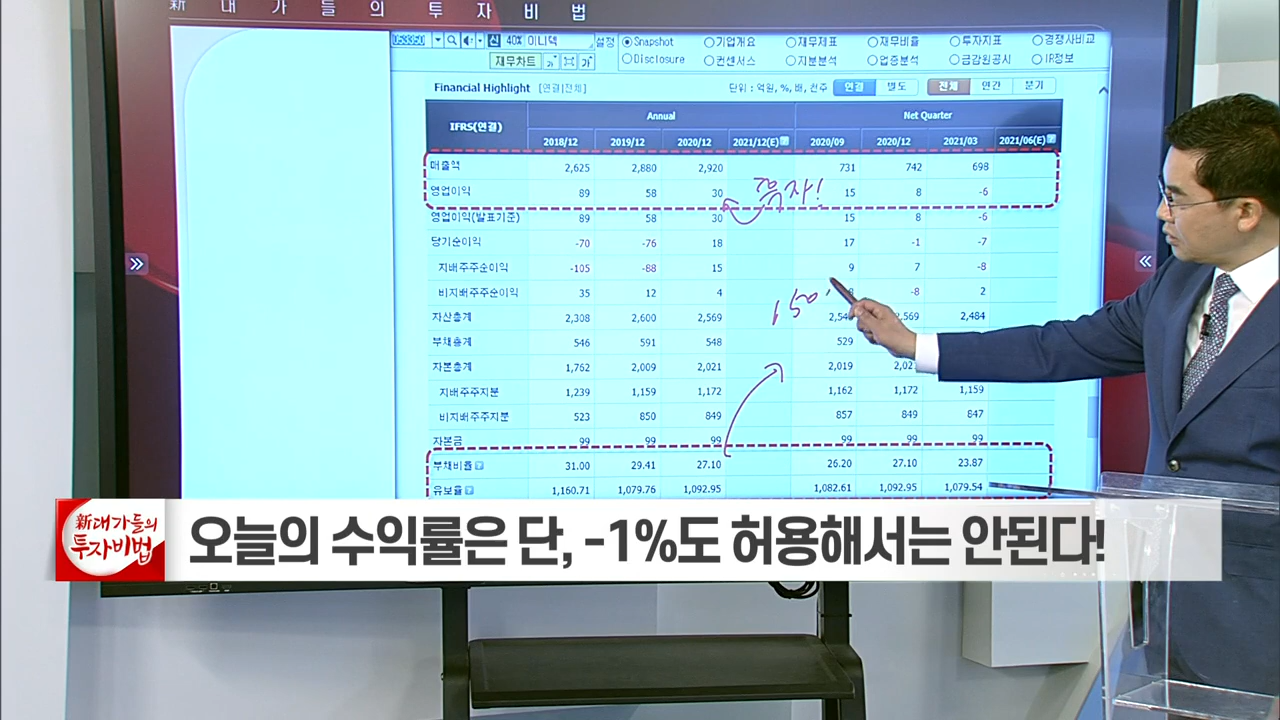 新 대가들의 투자비법
053350 신 40% 이니텍 설정 Snapshot 기업개요 재무제표 재무비율 투자지표 경쟁사비교
재무차트 가 가 Disclosure 컨센서스 지분분석 업종분석 금감원공시 IR정보
Financial Highlight [연결|전체] 단위 : 억원, %, 배, 천주 연결 별도 전체 연간 분기
IFRS(연결) Annual Net Quarter
2018/12 2019/12 2020/12 2021/12(E) 2020/09 2020/12 2021/03 2021/06(E)
매출액 2,625 2,880 2,920 731 742 698
영업이익 89 58 30 15 8 -6
흑자!
영업이익(발표기준) 89 58 30 15 8 -6
당기순이익 -70 -76 18 17 -1 -7
지배주주순이익 -105 -88 15 9 7 -8
비지배주주순이익 35 12 4 8 -8 2
150
자산총계 2,308 2,600 2,569 2,569 2,484
부채총계 546 591 548 529
자본총계 1,762 2,009 2,021 2,019
지배주주지분 1,239 1,159 1,172 1,162 1,172 1,159
비지배주주지분 523 850 849 857 849 847
자본금 99 99 99 99 99 99
부채비율 31.00 29.41 27.10 26.20 27.10 23.87
유보율 1,160.71 1,079.76 1,092.95 1,082.61 1,092.95 1,079.54
新대가들의
투자비법
오늘의 수익률은 단, -1%도 허용해서는 안된다!